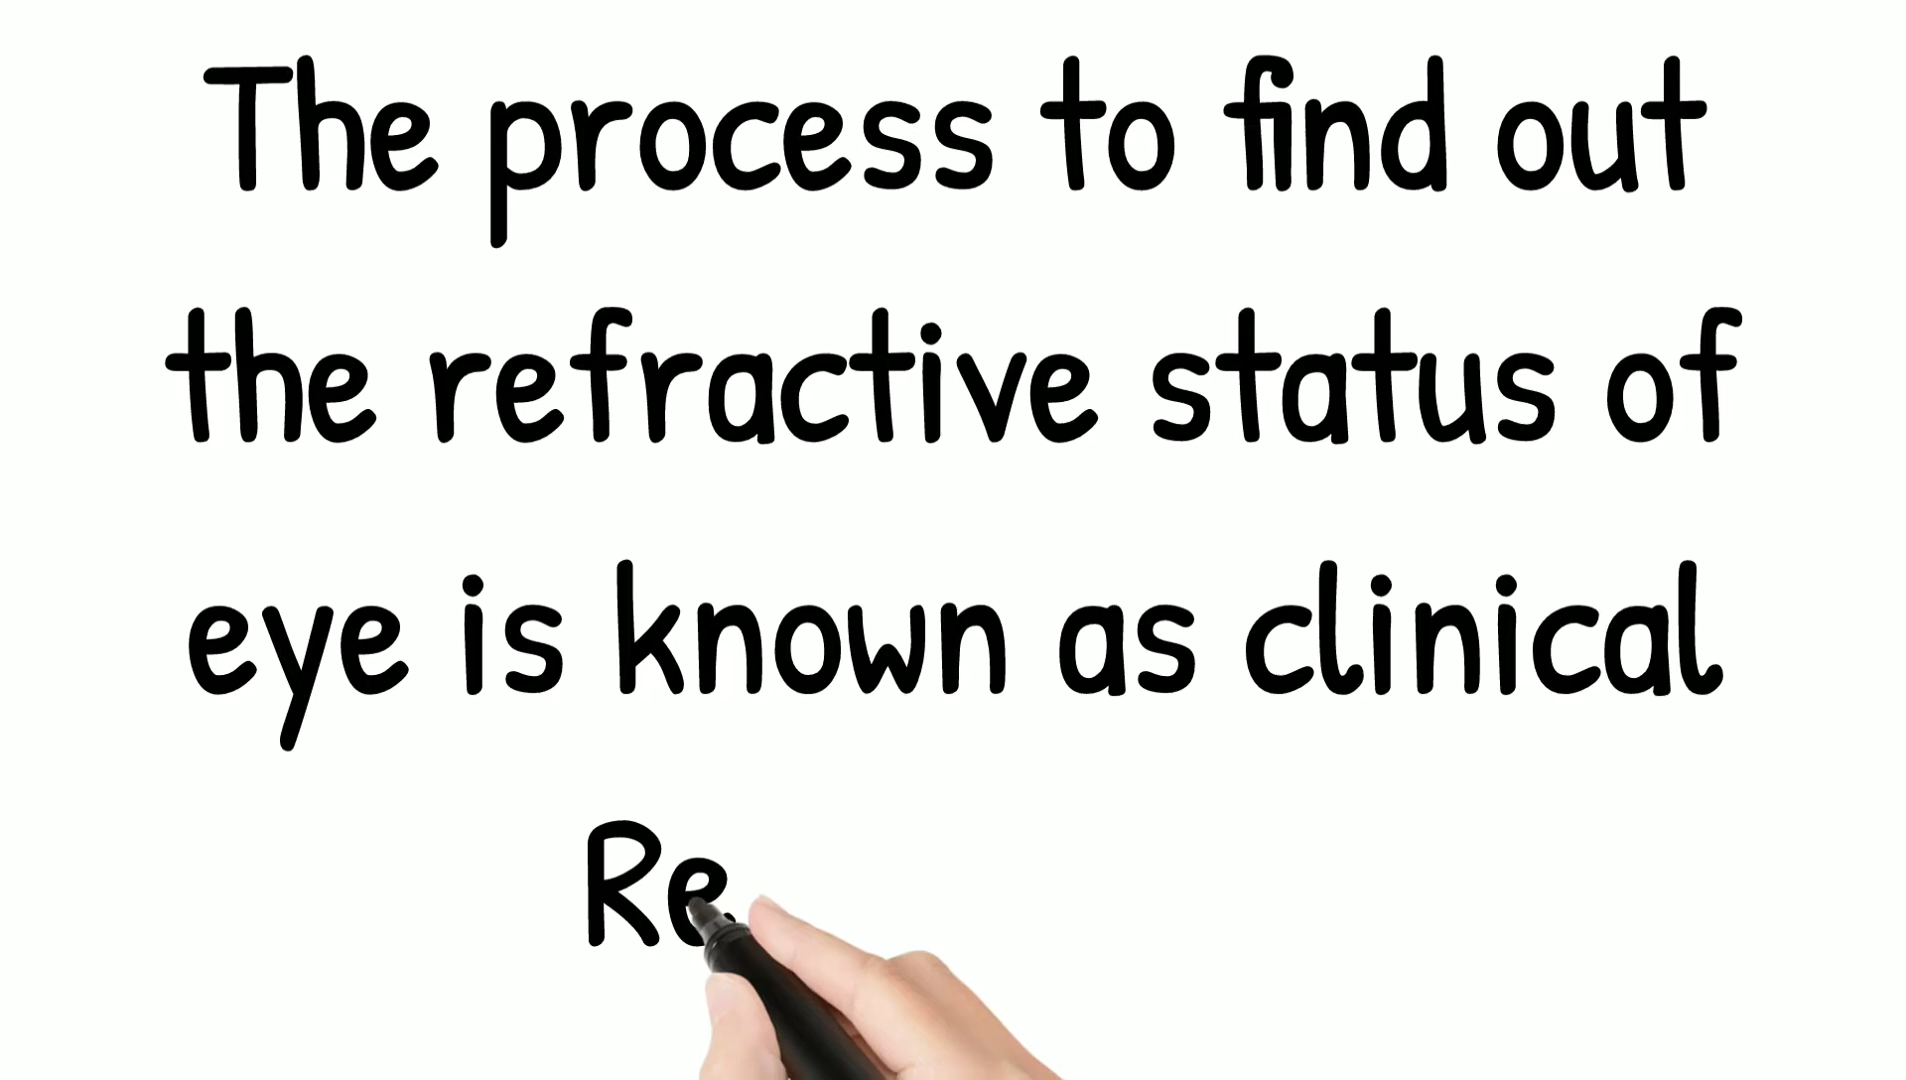 The process to find out
the refractive status of
eye is known as clinical
Re